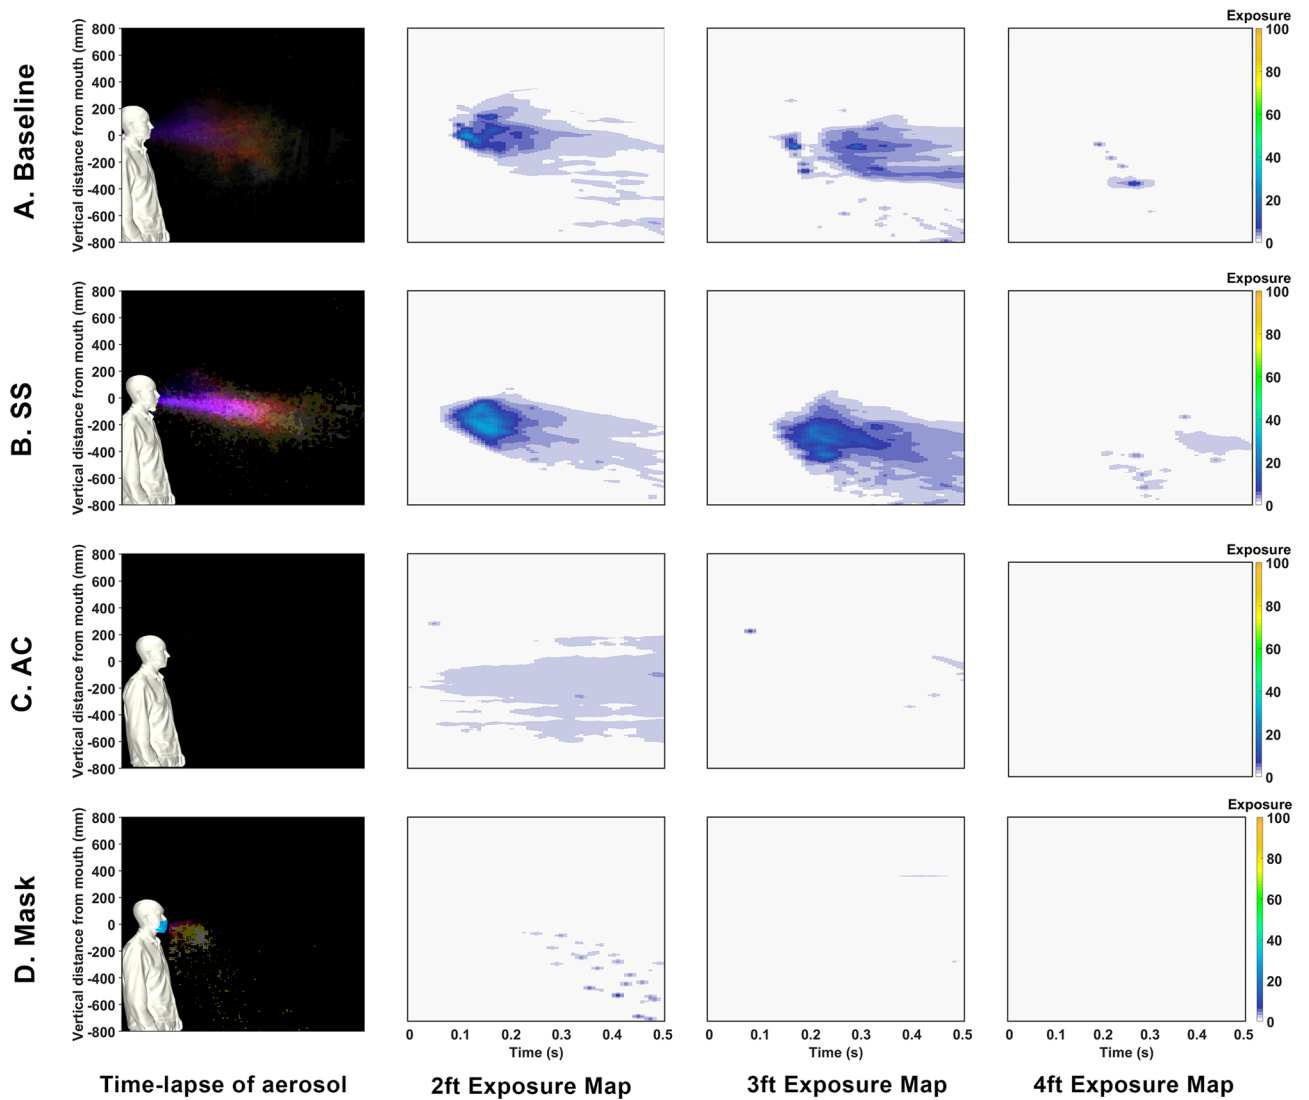 Exposure
A. Baseline
Vertical distance from mouth (mm)
800
600
400
200
0
-200
-400
-600
-800
100
80
60
40
20
0
Exposure
B. SS
Vertical distance from mouth (mm)
800
600
400
200
0
-200
-400
-600
-800
100
80
60
40
20
0
Exposure
C. AC
Vertical distance from mouth (mm)
800
600
400
200
0
-200
-400
-600
-800
100
80
60
40
20
0
Exposure
D. Mask
Vertical distance from mouth (mm)
800
600
400
200
0
-200
-400
-600
-800
100
80
60
40
20
0
0 0.1 0.2 0.3 0.4 0.5
0 0.1 0.2 0.3 0.4 0.5
0 0.1 0.2 0.3 0.4 0.5
Time (s)
Time (s)
Time (s)
Time-lapse of aerosol
2ft Exposure Map
3ft Exposure Map
4ft Exposure Map